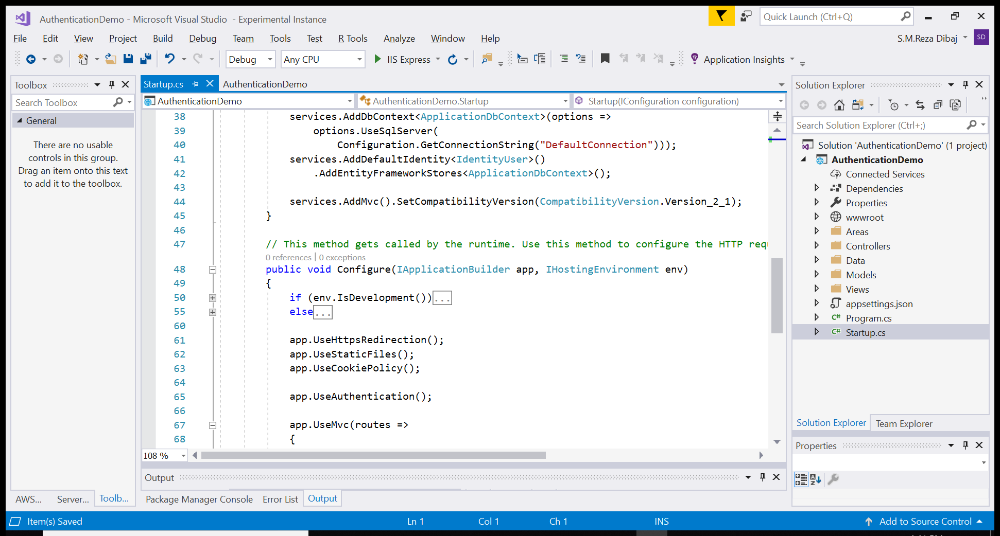 AuthenticationDemo - Microsoft Visual Studio - Experimental Instance
Quick Launch (Ctrl+Q)
File Edit View Project Build Debug Team Tools Test R Tools Analyze Window Help
S.M.Reza Dibaj SD
Debug Any CPU IIS Express Application Insights
Toolbox
Search Toolbox
General
There are no usable
controls in this group.
Drag an item onto this text
to add it to the toolbox.
AWS... Server... Toolb...
Startup.cs AuthenticationDemo
AuthenticationDemo AuthenticationDemo.Startup Startup(IConfiguration configuration)
38 services.AddDbContext<ApplicationDbContext>(options =>
39 options.UseSqlServer(
40 Configuration.GetConnectionString("DefaultConnection")));
41 services.AddDefaultIdentity<IdentityUser>()
42 .AddEntityFrameworkStores<ApplicationDbContext>();
43
44 services.AddMvc().SetCompatibilityVersion(CompatibilityVersion.Version_2_1);
45 }
46
47 // This method gets called by the runtime. Use this method to configure the HTTP requ
0 references | 0 exceptions
48 public void Configure(IApplicationBuilder app, IHostingEnvironment env)
49 {
50 if (env.IsDevelopment())...
55 else...
60
61 app.UseHttpsRedirection();
62 app.UseStaticFiles();
63 app.UseCookiePolicy();
64
65 app.UseAuthentication();
66
67 app.UseMvc(routes =>
68 {
108 %
Output
Package Manager Console Error List Output
Solution Explorer
Search Solution Explorer (Ctrl+;)
Solution 'AuthenticationDemo' (1 project)
AuthenticationDemo
Connected Services
Dependencies
Properties
wwwroot
Areas
Controllers
Data
Models
Views
appsettings.json
C# Program.cs
C# Startup.cs
Solution Explorer Team Explorer
Properties
Item(s) Saved Ln 1 Col 1 Ch 1 INS Add to Source Control